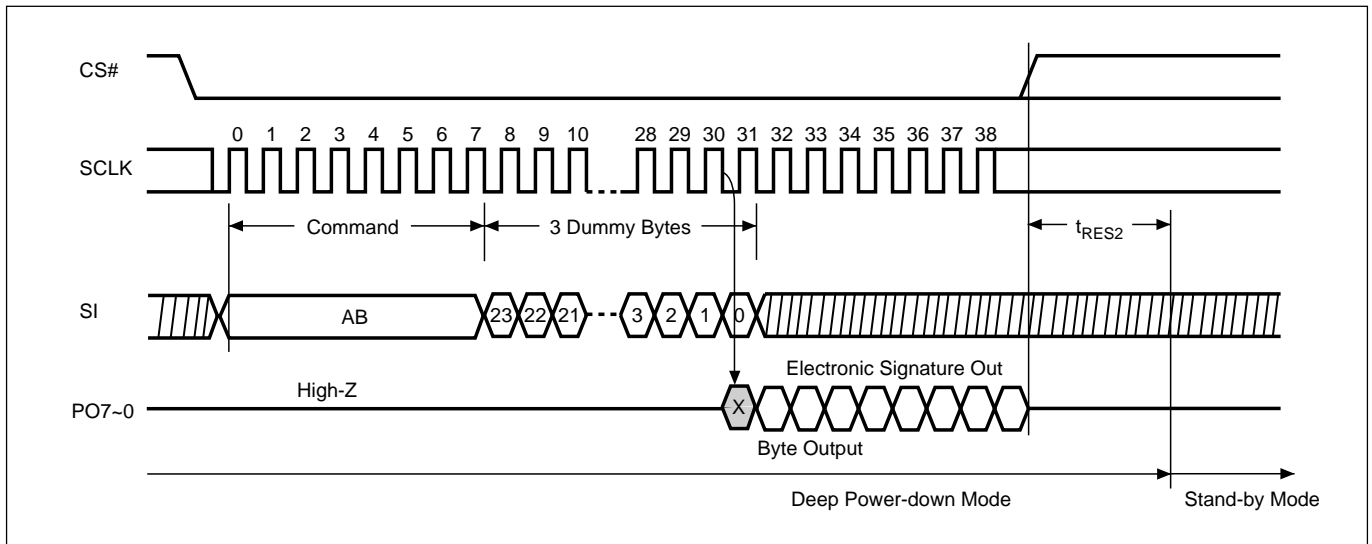 CS#
0 1 2 3 4 5 6 7 8 9 10 28 29 30 31 32 33 34 35 36 37 38
SCLK
Command 3 Dummy Bytes tRES2
SI AB 23 22 21 3 2 1 0
Electronic Signature Out
High-Z
PO7~0 X
Byte Output
Deep Power-down Mode Stand-by Mode